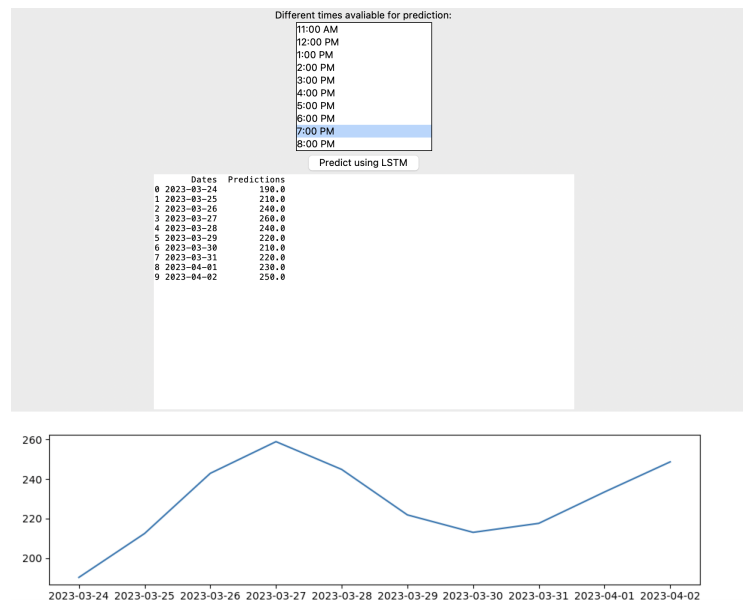 Different times avaliable for prediction:
11:00 AM
12:00 PM
1:00 PM
2:00 PM
3:00 PM
4:00 PM
5:00 PM
6:00 PM
7:00 PM
8:00 PM
Predict using LSTM
Dates Predictions
0 2023-03-24 190.0
1 2023-03-25 210.0
2 2023-03-26 240.0
3 2023-03-27 260.0
4 2023-03-28 240.0
5 2023-03-29 220.0
6 2023-03-30 210.0
7 2023-03-31 220.0
8 2023-04-01 230.0
9 2023-04-02 250.0
260
240
220
200
2023-03-24 2023-03-25 2023-03-26 2023-03-27 2023-03-28 2023-03-29 2023-03-30 2023-03-31 2023-04-01 2023-04-02